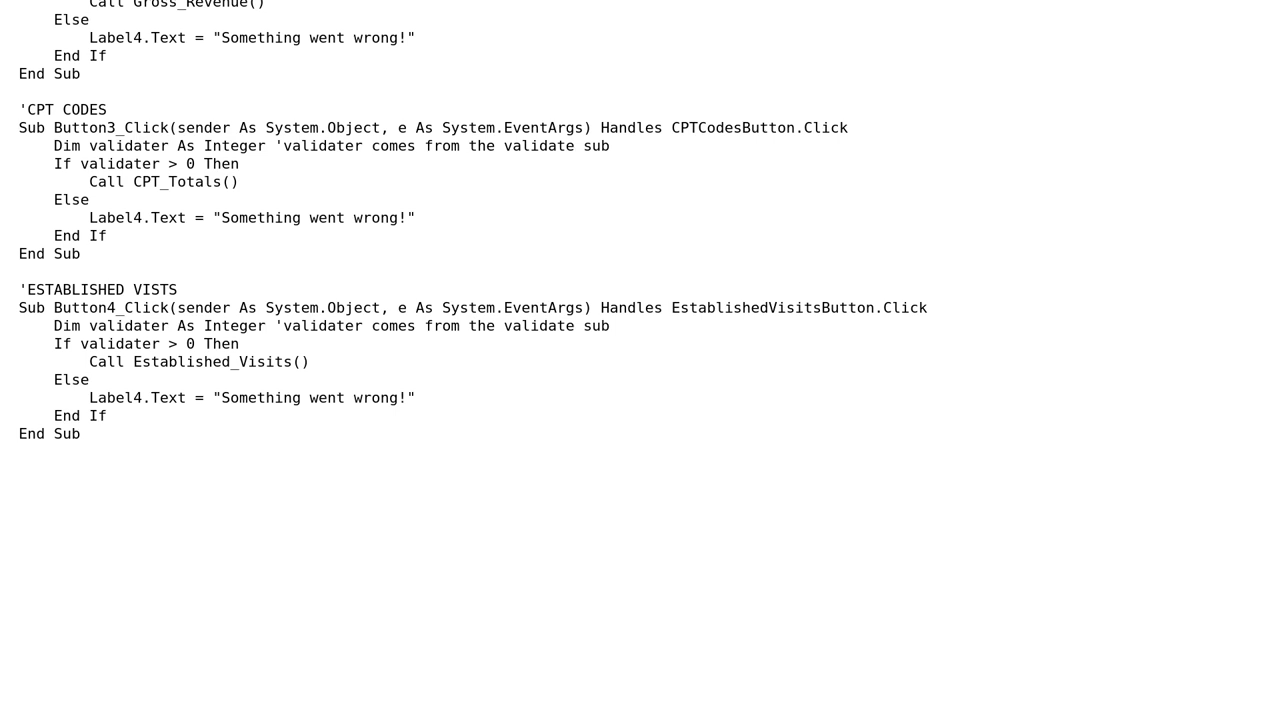 Call Gross_Revenue()
        Else
            Label4.Text = "Something went wrong!"
        End If
    End Sub

    'CPT CODES
    Sub Button3_Click(sender As System.Object, e As System.EventArgs) Handles CPTCodesButton.Click
        Dim validater As Integer 'validater comes from the validate sub
        If validater > 0 Then
            Call CPT_Totals()
        Else
            Label4.Text = "Something went wrong!"
        End If
    End Sub

    'ESTABLISHED VISTS
    Sub Button4_Click(sender As System.Object, e As System.EventArgs) Handles EstablishedVisitsButton.Click
        Dim validater As Integer 'validater comes from the validate sub
        If validater > 0 Then
            Call Established_Visits()
        Else
            Label4.Text = "Something went wrong!"
        End If
    End Sub